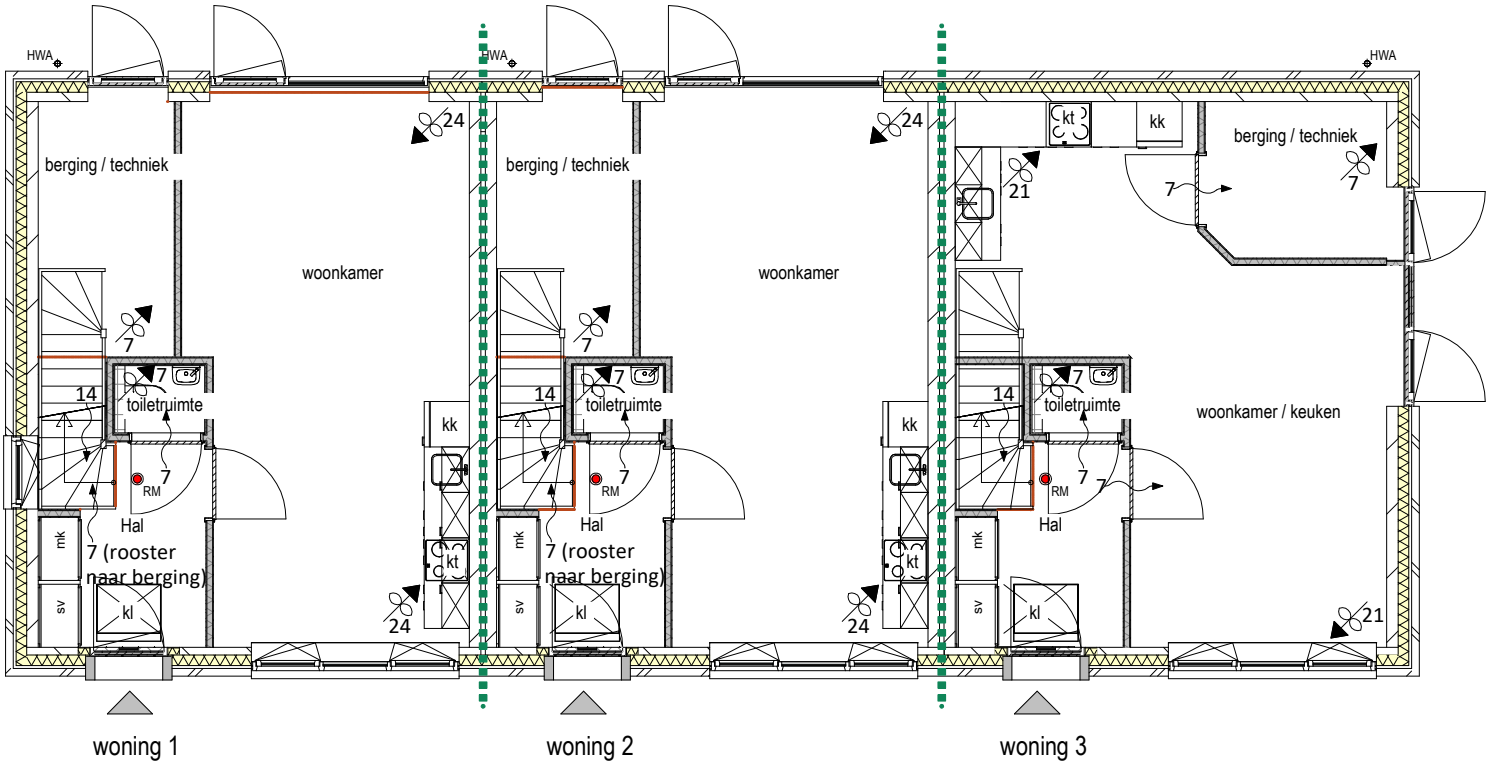 HWA
HWA
HWA
berging / techniek
24
berging / techniek
24
kt
kk
berging / techniek
21
7
7
woonkamer
woonkamer
7
7
7
toiletruimte
14
7
toiletruimte
14
7
toiletruimte
14
woonkamer / keuken
kk
kk
7
7
7
RM
RM
RM
7
Hal
Hal
Hal
mk
7 (rooster
naar berging)
mk
7 (rooster
naar berging)
mk
kt
kt
sv
kl
24
sv
kl
24
sv
kl
21
woning 1
woning 2
woning 3